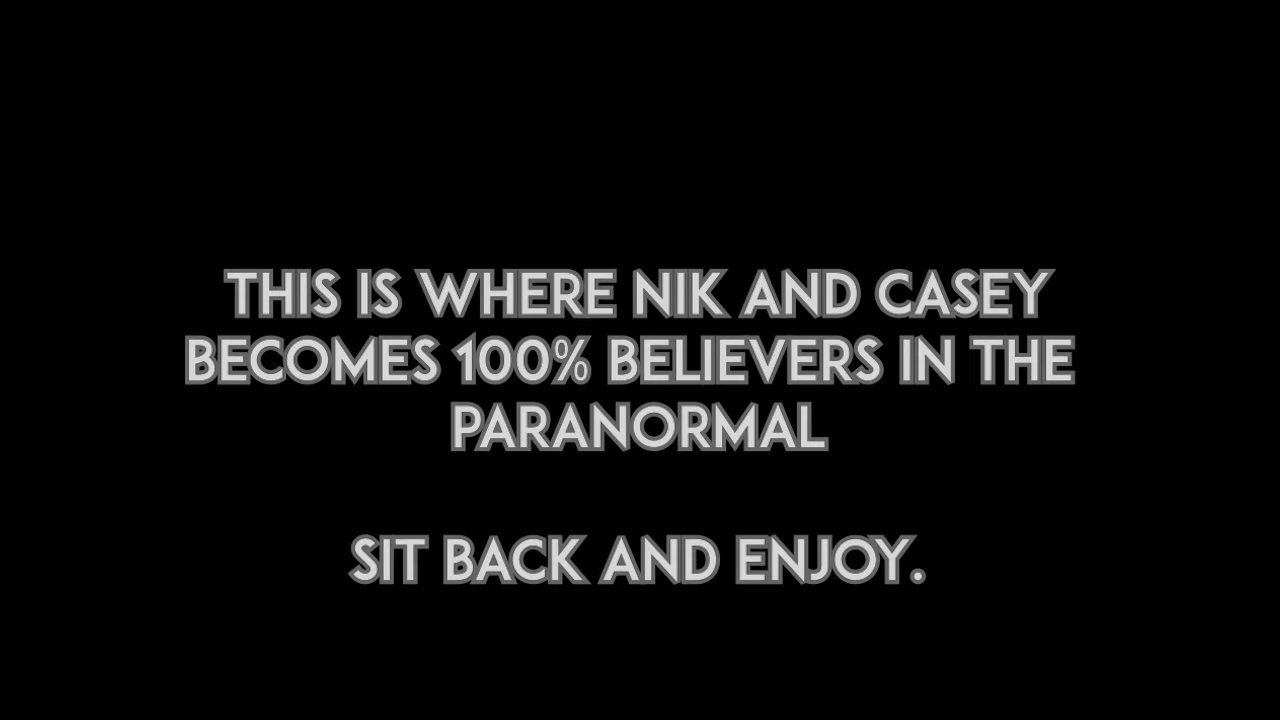 THIS IS WHERE NIK AND CASEY
BECOMES 100% BELIEVERS IN THE
PARANORMAL
SIT BACK AND ENJOY.